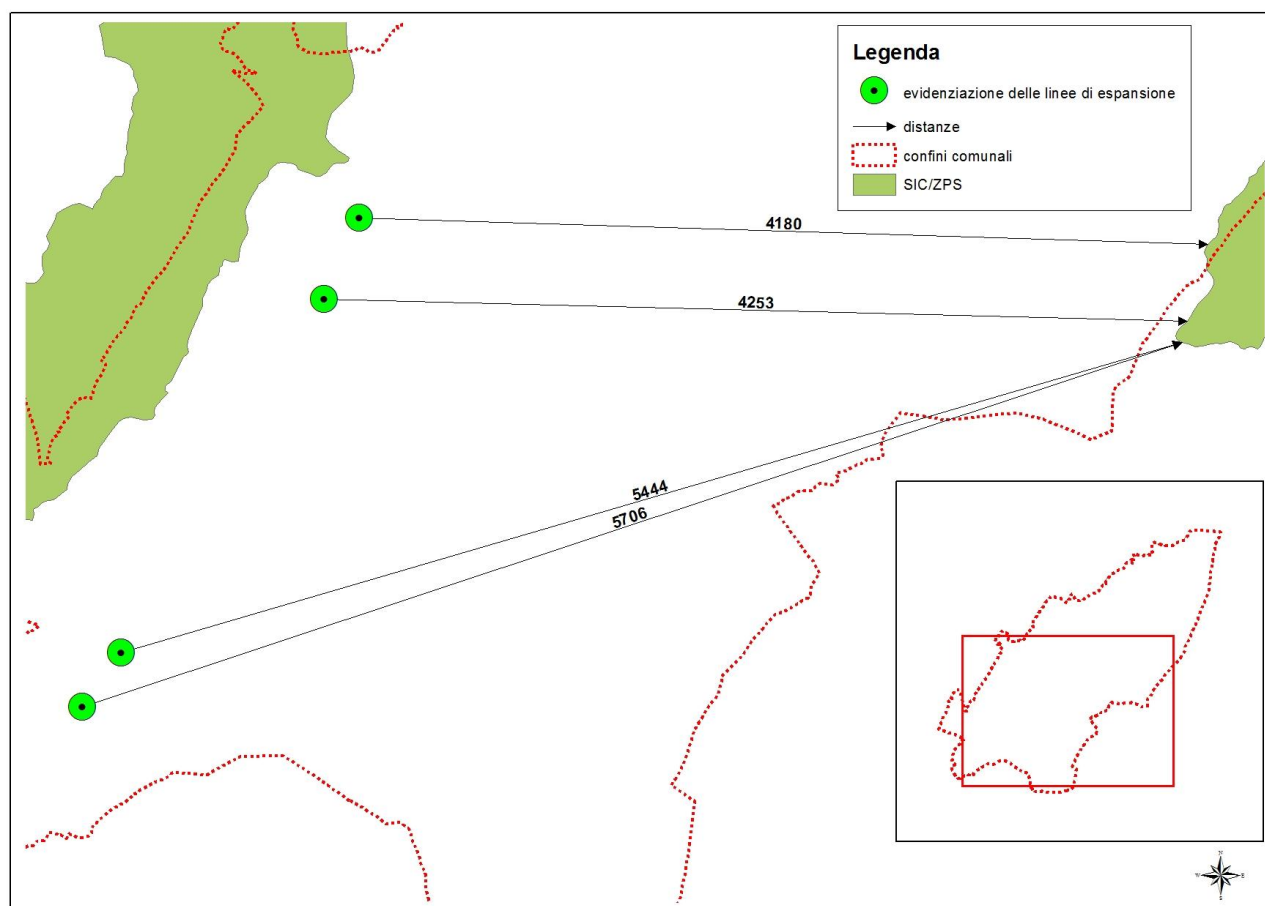 Legenda
evidenziazione delle linee di espansione
distanze
confini comunali
SIC/ZPS
4180
4253
5444
5706
N
W
E
S